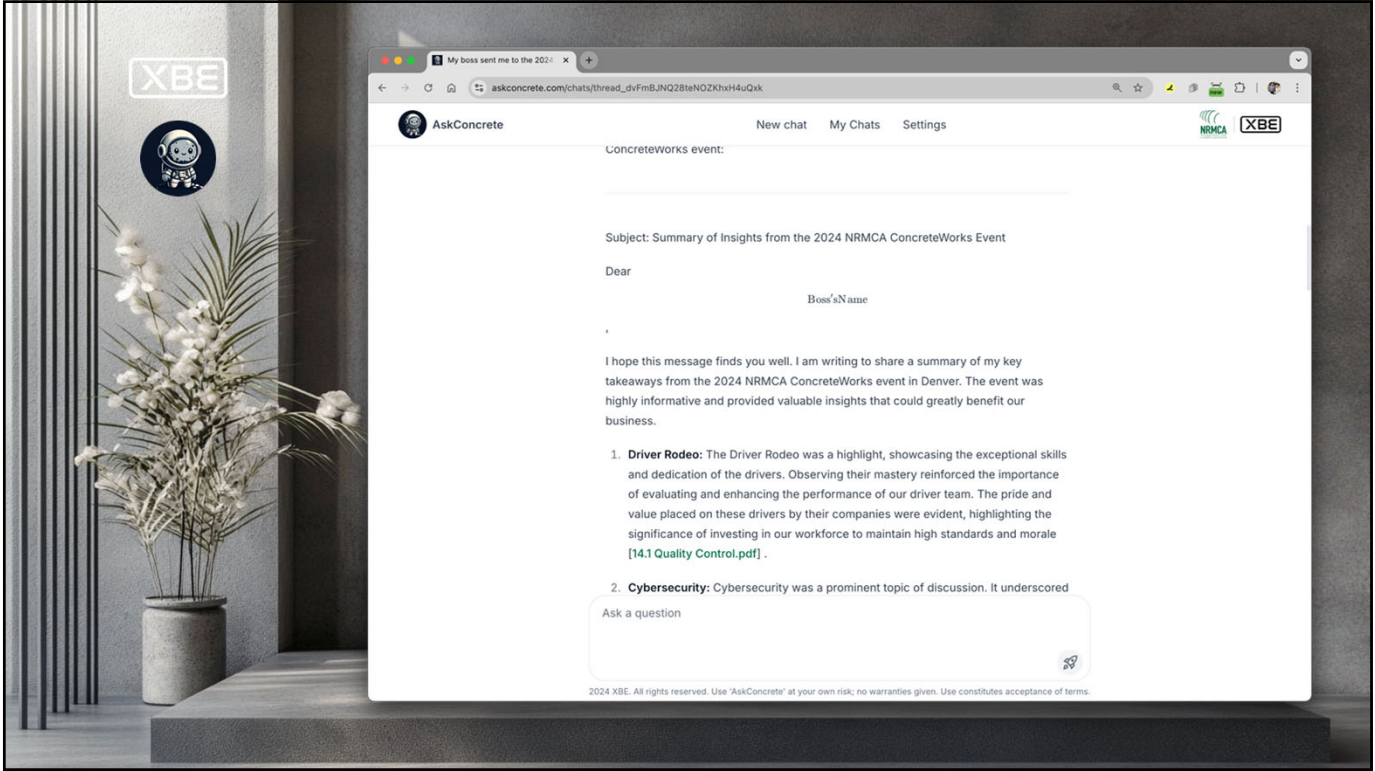 XBE
My boss sent me to the 2024
askconcrete.com/chats/thread_dvFmBJNQ28teNOZKhxH4uQxk
AskConcrete
New chat My Chats Settings
NRMCA XBE
ConcreteWorks event:
Subject: Summary of Insights from the 2024 NRMCA ConcreteWorks Event
Dear
Boss'sName
,
I hope this message finds you well. I am writing to share a summary of my key
takeaways from the 2024 NRMCA ConcreteWorks event in Denver. The event was
highly informative and provided valuable insights that could greatly benefit our
business.
1. Driver Rodeo: The Driver Rodeo was a highlight, showcasing the exceptional skills
and dedication of the drivers. Observing their mastery reinforced the importance
of evaluating and enhancing the performance of our driver team. The pride and
value placed on these drivers by their companies were evident, highlighting the
significance of investing in our workforce to maintain high standards and morale
[14.1 Quality Control.pdf] .
2. Cybersecurity: Cybersecurity was a prominent topic of discussion. It underscored
Ask a question
2024 XBE. All rights reserved. Use 'AskConcrete' at your own risk; no warranties given. Use constitutes acceptance of terms.